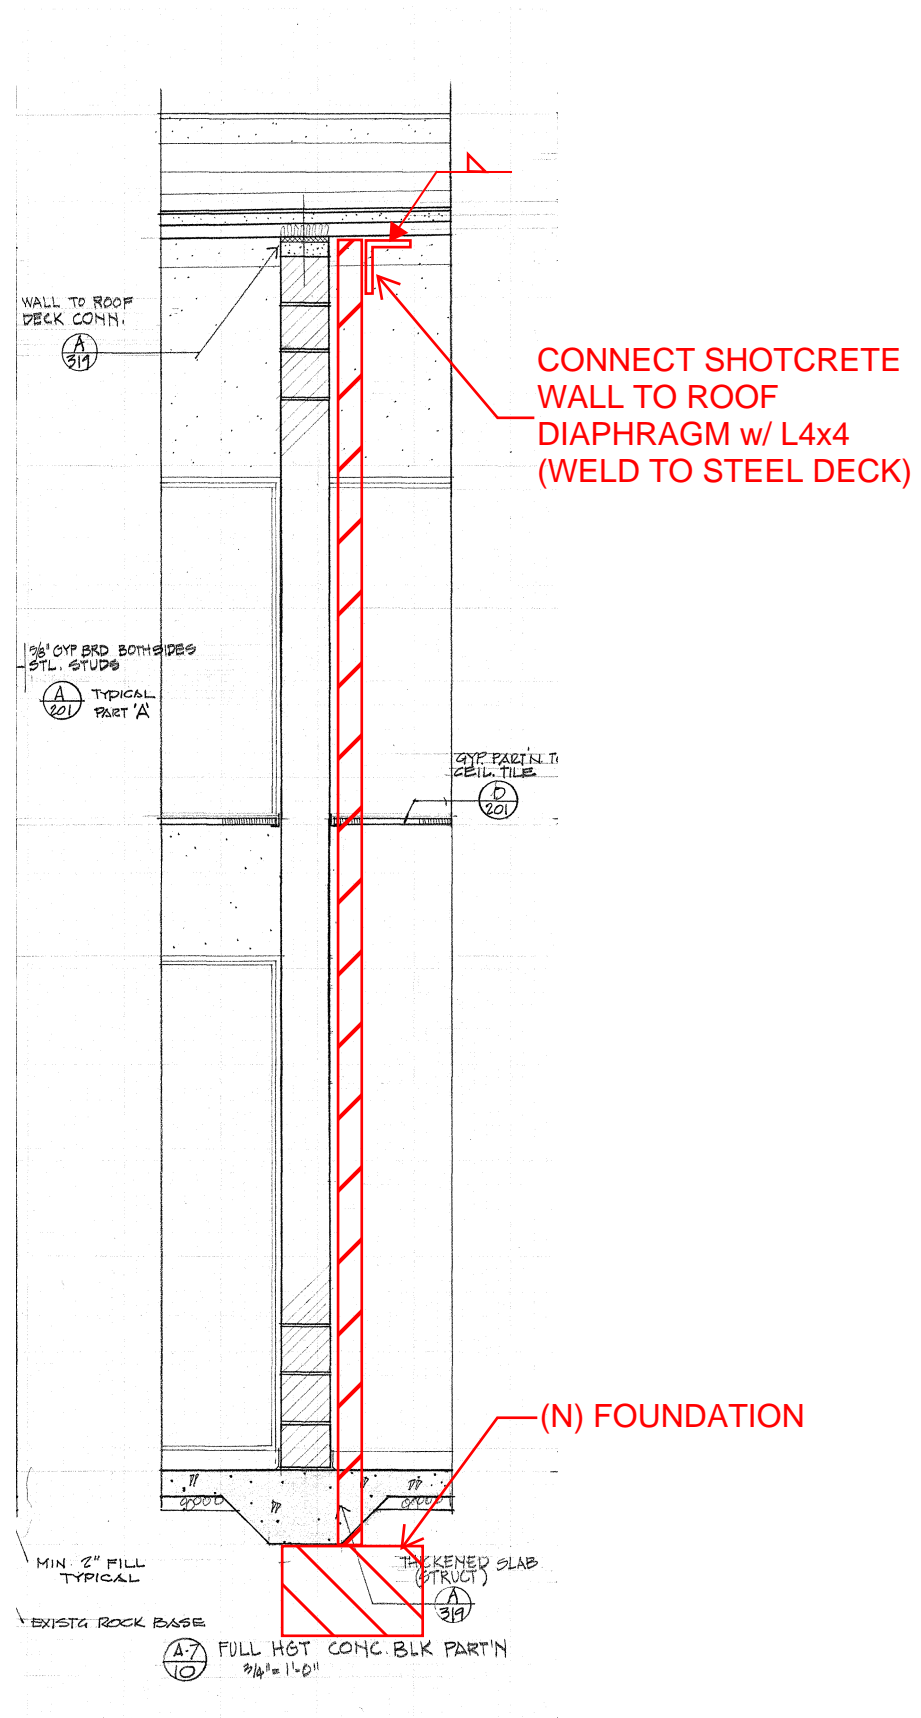 WALL TO ROOF
DECK CONN.
A
319
CONNECT SHOTCRETE
WALL TO ROOF
DIAPHRAGM w/ L4x4
(WELD TO STEEL DECK)
5/8" GYP BRD BOTHSIDES
STL. STUDS
A
201
TYPICAL
PART 'A'
GYP. PART'N. TO
CEIL. TILE
D
201
(N) FOUNDATION
MIN. 2" FILL
TYPICAL
THICKENED SLAB
(STRUCT)
A
319
EXIST'G ROCK BASE
A-7
10
FULL HGT CONC. BLK PART'N
3/4" = 1'-0"